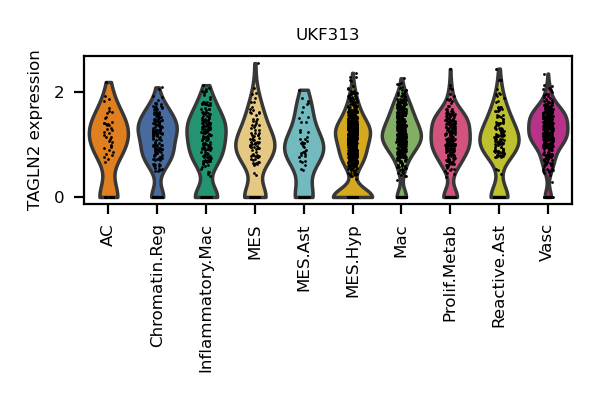 UKF313
TAGLN2 expression
2
0
AC
Chromatin.Reg
Inflammatory.Mac
MES
MES.Ast
MES.Hyp
Mac
Prolif.Metab
Reactive.Ast
Vasc